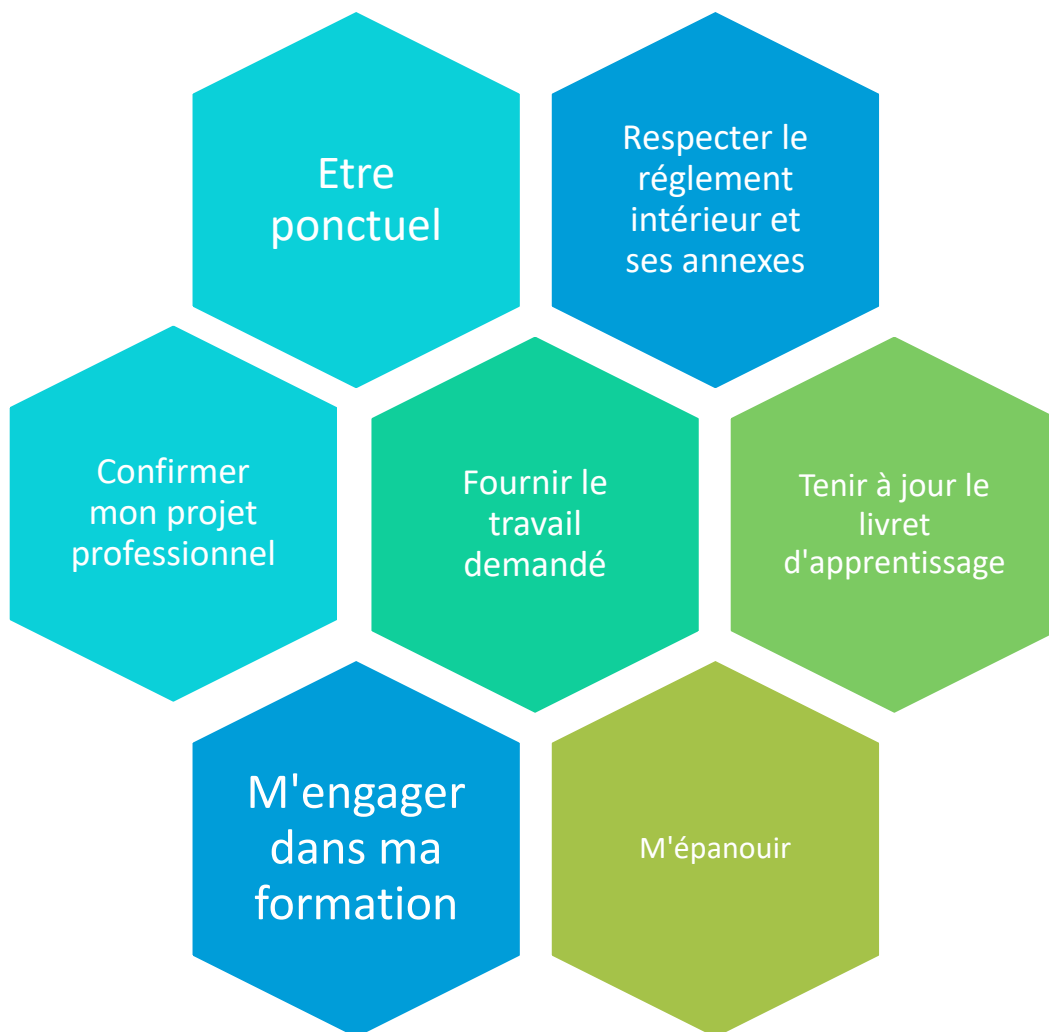 Etre
ponctuel
Respecter le
réglement
intérieur et
ses annexes
Confirmer
mon projet
professionnel
Fournir le
travail
demandé
Tenir à jour le
livret
d'apprentissage
M'engager
dans ma
formation
M'épanouir